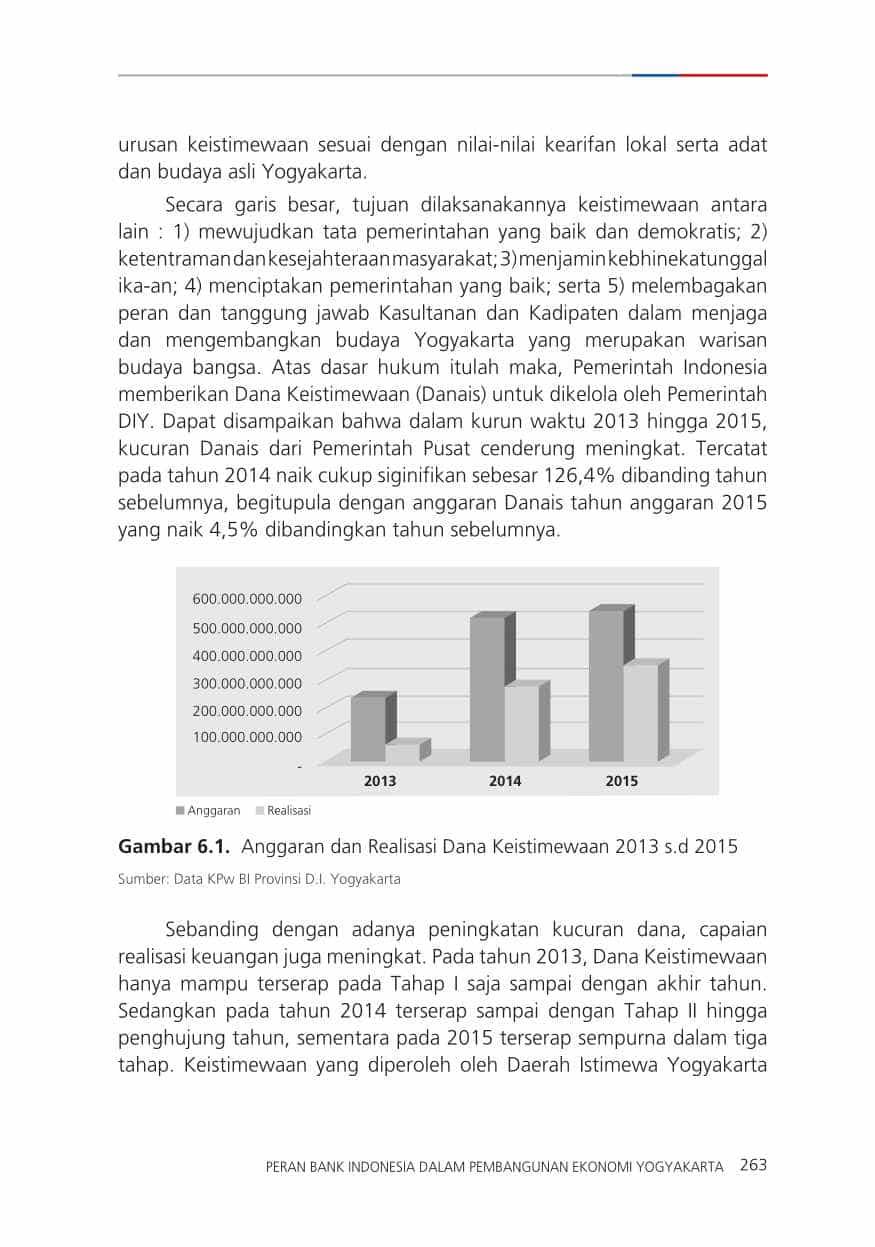 urusan keistimewaan sesuai dengan nilai-nilai kearifan lokal serta adat
dan budaya asli Yogyakarta.
Secara garis besar, tujuan dilaksanakannya keistimewaan antara
lain : 1) mewujudkan tata pemerintahan yang baik dan demokratis; 2)
ketentraman dan kesejahteraan masyarakat; 3) menjamin kebhinekatunggal
ika-an; 4) menciptakan pemerintahan yang baik; serta 5) melembagakan
peran dan tanggung jawab Kasultanan dan Kadipaten dalam menjaga
dan mengembangkan budaya Yogyakarta yang merupakan warisan
budaya bangsa. Atas dasar hukum itulah maka, Pemerintah Indonesia
memberikan Dana Keistimewaan (Danais) untuk dikelola oleh Pemerintah
DIY. Dapat disampaikan bahwa dalam kurun waktu 2013 hingga 2015,
kucuran Danais dari Pemerintah Pusat cenderung meningkat. Tercatat
pada tahun 2014 naik cukup siginifikan sebesar 126,4% dibanding tahun
sebelumnya, begitupula dengan anggaran Danais tahun anggaran 2015
yang naik 4,5% dibandingkan tahun sebelumnya.
600.000.000.000
500.000.000.000
400.000.000.000
300.000.000.000
200.000.000.000
100.000.000.000
-
2013 2014 2015
Anggaran Realisasi
Gambar 6.1. Anggaran dan Realisasi Dana Keistimewaan 2013 s.d 2015
Sumber: Data KPw BI Provinsi D.I. Yogyakarta
Sebanding dengan adanya peningkatan kucuran dana, capaian
realisasi keuangan juga meningkat. Pada tahun 2013, Dana Keistimewaan
hanya mampu terserap pada Tahap I saja sampai dengan akhir tahun.
Sedangkan pada tahun 2014 terserap sampai dengan Tahap II hingga
penghujung tahun, sementara pada 2015 terserap sempurna dalam tiga
tahap. Keistimewaan yang diperoleh oleh Daerah Istimewa Yogyakarta
PERAN BANK INDONESIA DALAM PEMBANGUNAN EKONOMI YOGYAKARTA 263